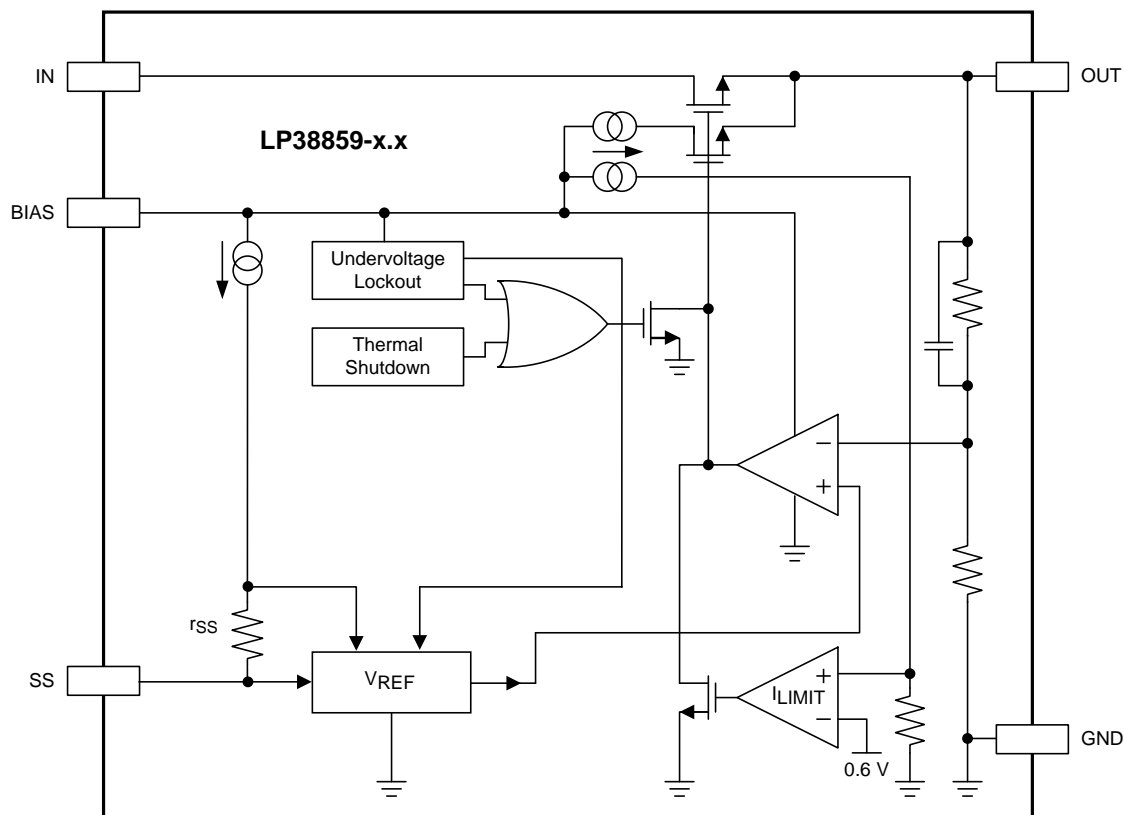 IN
OUT
LP38859-x.x
BIAS
Undervoltage
Lockout
Thermal
Shutdown
−
+
rSS
SS
VREF
+
ILIMIT
−
0.6 V
GND